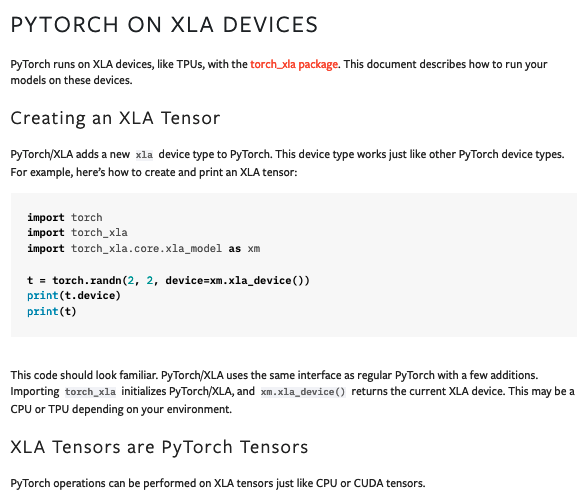 PYTORCH ON XLA DEVICES
PyTorch runs on XLA devices, like TPUs, with the torch_xla package. This document describes how to run your
models on these devices.
Creating an XLA Tensor
PyTorch/XLA adds a new xla device type to PyTorch. This device type works just like other PyTorch device types.
For example, here's how to create and print an XLA tensor:
import torch
import torch_xla
import torch_xla.core.xla_model as xm
t = torch.randn(2, 2, device=xm.xla_device())
print(t.device)
print(t)
This code should look familiar. PyTorch/XLA uses the same interface as regular PyTorch with a few additions.
Importing torch_xla initializes PyTorch/XLA, and xm.xla_device() returns the current XLA device. This may be a
CPU or TPU depending on your environment.
XLA Tensors are PyTorch Tensors
PyTorch operations can be performed on XLA tensors just like CPU or CUDA tensors.